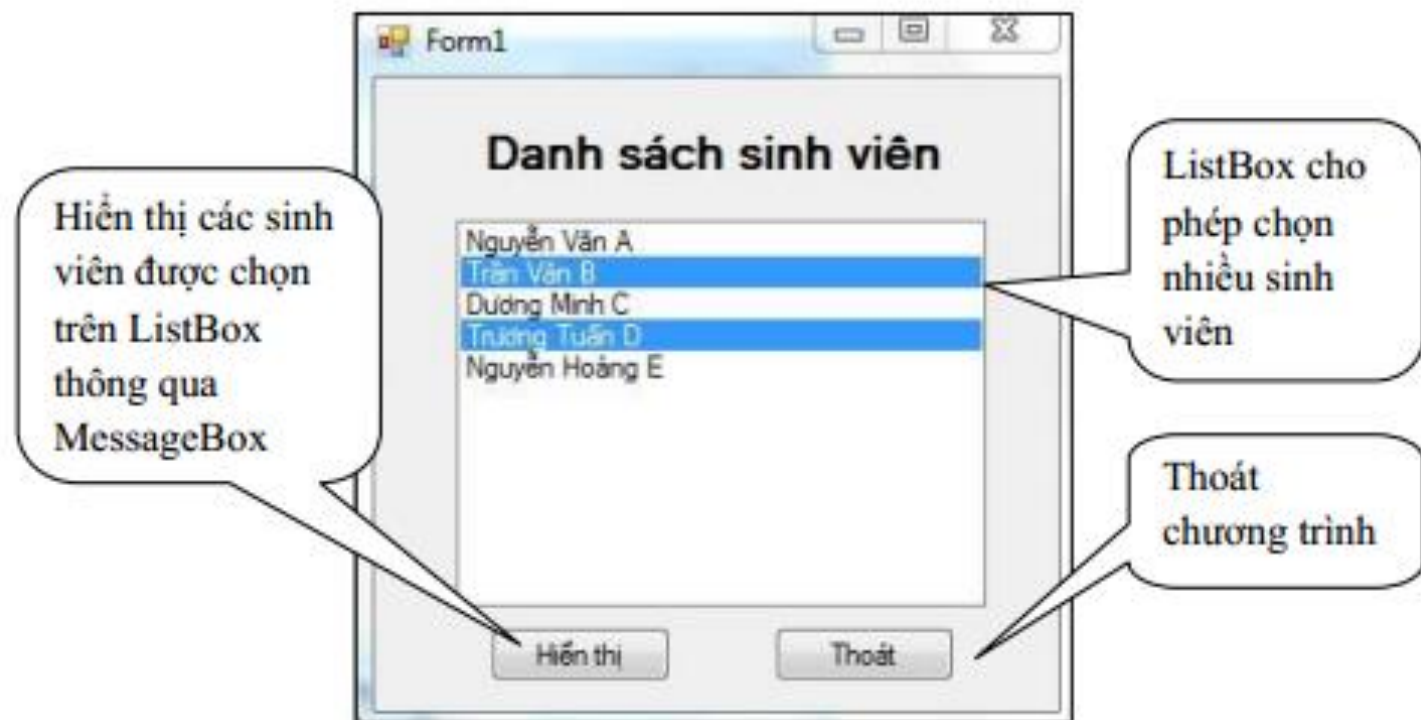 Form1
Danh sách sinh viên
Hiển thị các sinh
viên được chọn
trên ListBox
thông qua
MessageBox
Nguyễn Văn A
Trần Văn B
Dương Minh C
Trương Tuấn D
Nguyễn Hoàng E
ListBox cho
phép chọn
nhiều sinh
viên
Thoát
chương trình
Hiển thị
Thoát